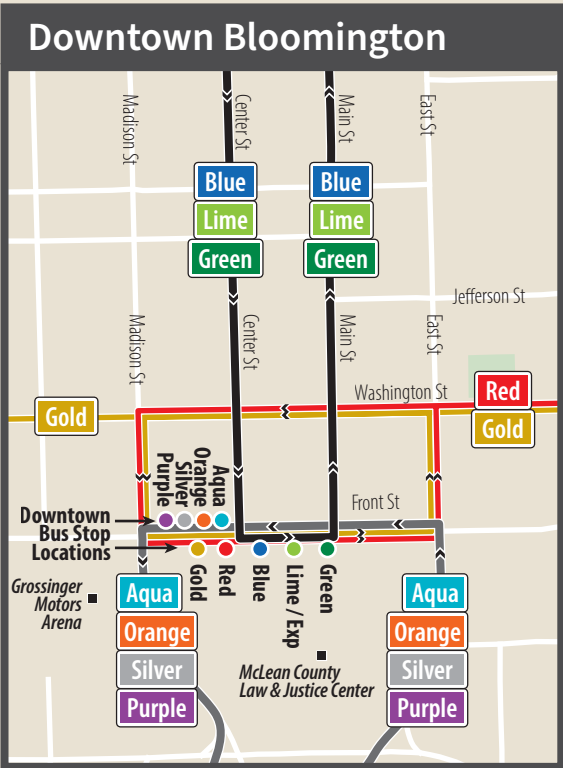 Downtown Bloomington
Madison St
Center St
Main St
East St
Blue
Lime
Green
Blue
Lime
Green
Jefferson St
Madison St
Center St
Main St
East St
Washington St
Red
Gold
Gold
Purple
Silver
Orange
Aqua
Front St
Downtown
Bus Stop
Locations
Gold
Red
Blue
Lime / Exp
Green
Grossinger
Motors
Arena
Aqua
Orange
Silver
Purple
McLean County
Law & Justice Center
Aqua
Orange
Silver
Purple